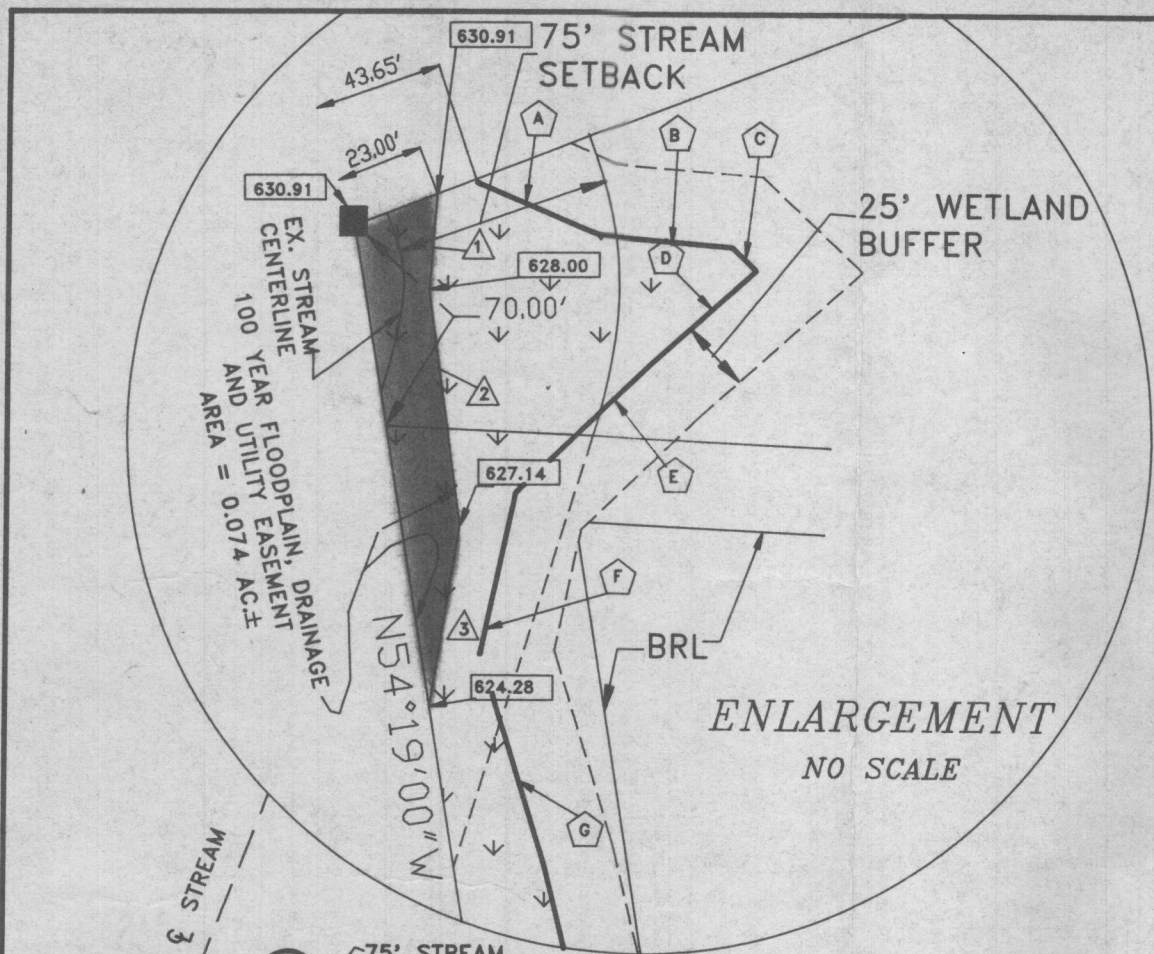 630.91
75' STREAM
SETBACK
43.65'
A
B
C
23.00'
630.91
25' WETLAND
BUFFER
1
D
628.00
70.00'
EX. STREAM
CENTERLINE
100 YEAR FLOODPLAIN, DRAINAGE
AND UTILITY EASEMENT
AREA = 0.074 AC.±
2
627.14
E
F
3
BRL
624.28
N54°19'00"W
ENLARGEMENT
NO SCALE
G
℄ STREAM
75' STREAM